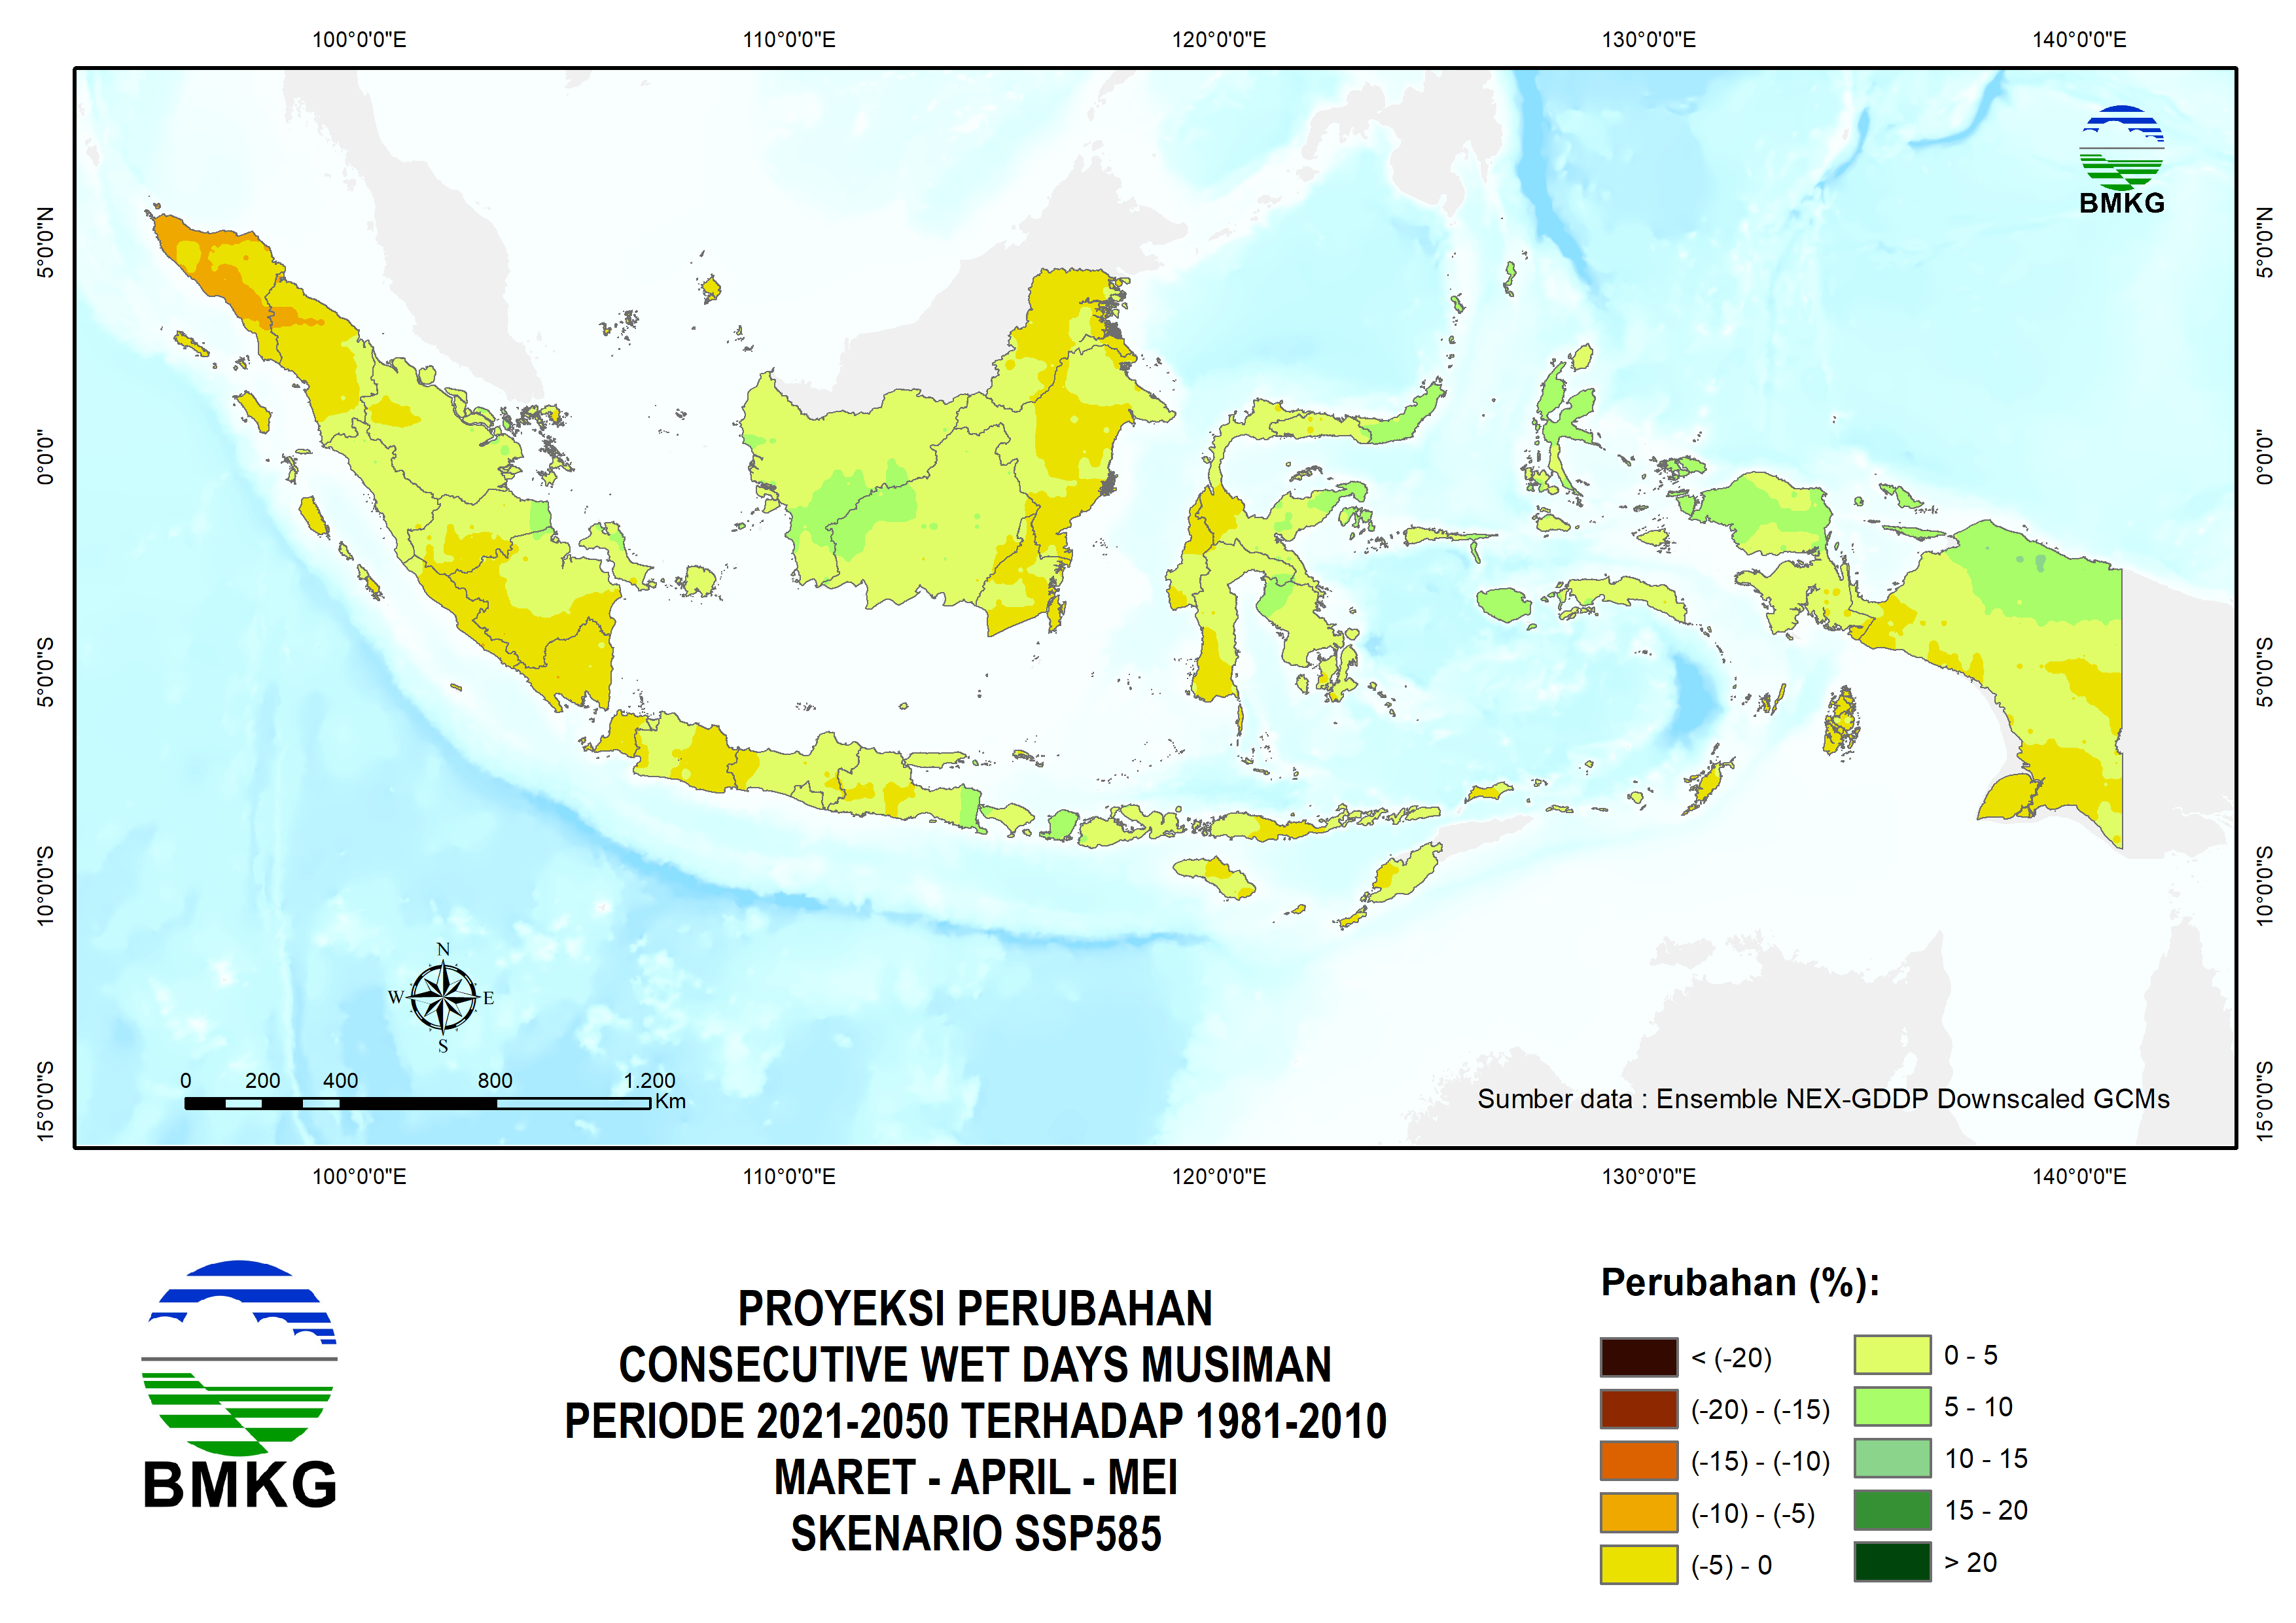 100°0'0"E 110°0'0"E 120°0'0"E 130°0'0"E 140°0'0"E
BMKG
5°0'0"N
5°0'0"N
0°0'0"
0°0'0"
5°0'0"S
5°0'0"S
10°0'0"S
10°0'0"S
15°0'0"S
15°0'0"S
N
W E
S
0 200 400 800 1.200
Km
Sumber data : Ensemble NEX-GDDP Downscaled GCMs
100°0'0"E 110°0'0"E 120°0'0"E 130°0'0"E 140°0'0"E
BMKG
PROYEKSI PERUBAHAN
CONSECUTIVE WET DAYS MUSIMAN
PERIODE 2021-2050 TERHADAP 1981-2010
MARET - APRIL - MEI
SKENARIO SSP585
Perubahan (%):
< (-20)
(-20) - (-15)
(-15) - (-10)
(-10) - (-5)
(-5) - 0
0 - 5
5 - 10
10 - 15
15 - 20
> 20